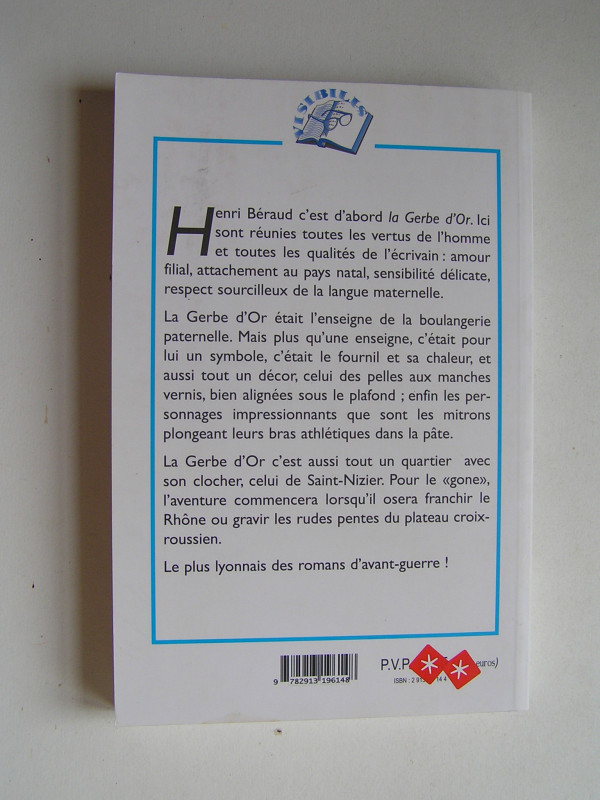 VISIBILIS
Henri Béraud c'est d'abord la Gerbe d'Or. Ici
sont réunies toutes les vertus de l'homme
et toutes les qualités de l'écrivain : amour
filial, attachement au pays natal, sensibilité délicate,
respect sourcilleux de la langue maternelle.
La Gerbe d'Or était l'enseigne de la boulangerie
paternelle. Mais plus qu'une enseigne, c'était pour
lui un symbole, c'était le fournil et sa chaleur, et
aussi tout un décor, celui des pelles aux manches
vernis, bien alignées sous le plafond ; enfin les per-
sonnages impressionnants que sont les mitrons
plongeant leurs bras athlétiques dans la pâte.
La Gerbe d'Or c'est aussi tout un quartier avec
son clocher, celui de Saint-Nizier. Pour le «gone»,
l'aventure commencera lorsqu'il osera franchir le
Rhône ou gravir les rudes pentes du plateau croix-
roussien.
Le plus lyonnais des romans d'avant-guerre !
9 782913 196148
P.V.P. euros)
ISBN : 2 91 14 4